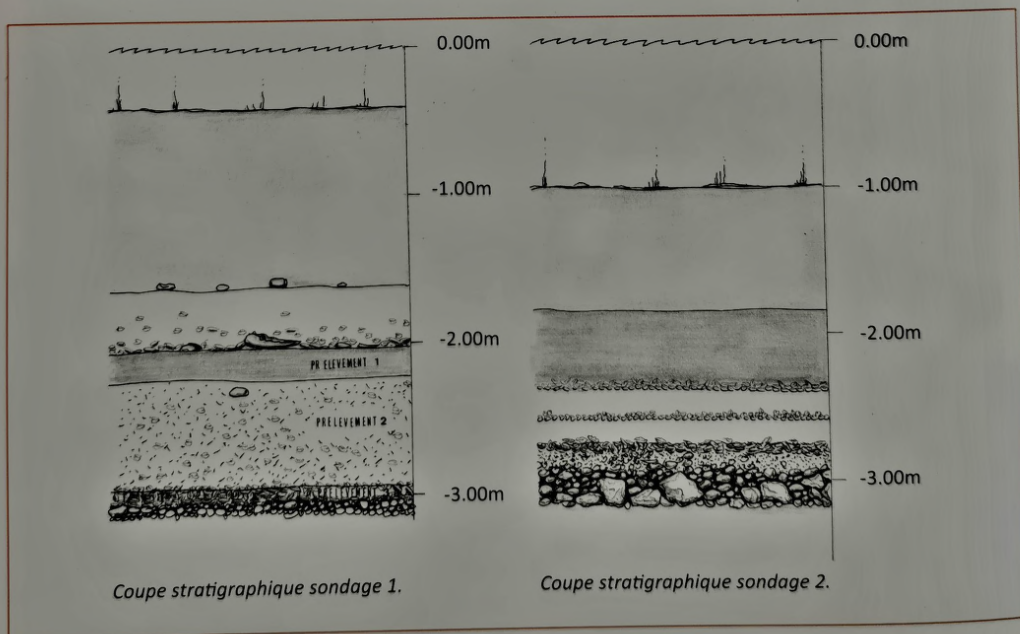 0.00m
-1.00m
-2.00m
-3.00m
PRELEVEMENT 1
PRELEVEMENT 2
Coupe stratigraphique sondage 1.
0.00m
-1.00m
-2.00m
-3.00m
Coupe stratigraphique sondage 2.